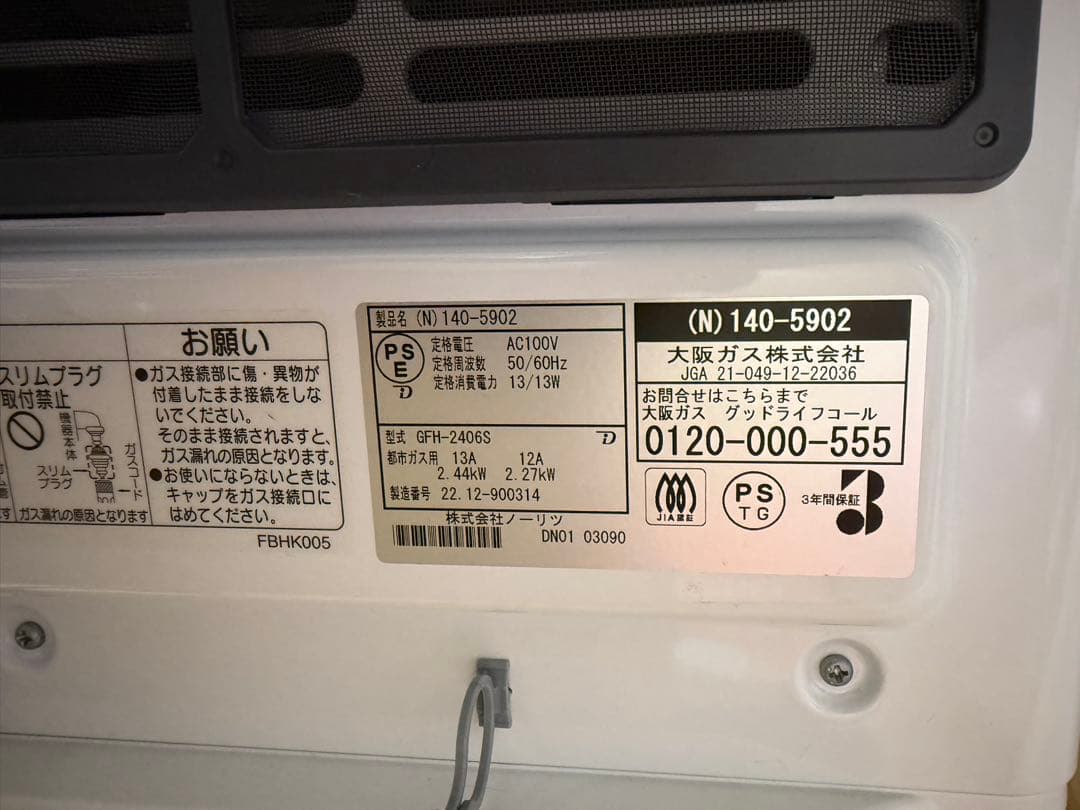 お願い
スリムプラグ
取付禁止
機器本体
ガスコード
スリム
プラグ
ガス漏れの原因となります
●ガス接続部に傷・異物が
付着したまま接続をしな
いでください。
そのまま接続されますと、
ガス漏れの原因となります。
●お使いにならないときは、
キャップをガス接続口に
はめてください。
FBHK005
製品名 (N)140-5902
PS
E
定格電圧 AC100V
定格周波数 50/60Hz
定格消費電力 13/13W
D
型式 GFH-2406S
D
都市ガス用 13A 12A
2.44kW 2.27kW
製造番号 22.12-900314
株式会社ノーリツ
DN01 03090
(N)140-5902
大阪ガス株式会社
JGA 21-049-12-22036
お問合せはこちらまで
大阪ガス グッドライフコール
0120-000-555
JIA認証
PS
TG
3年間保証
3